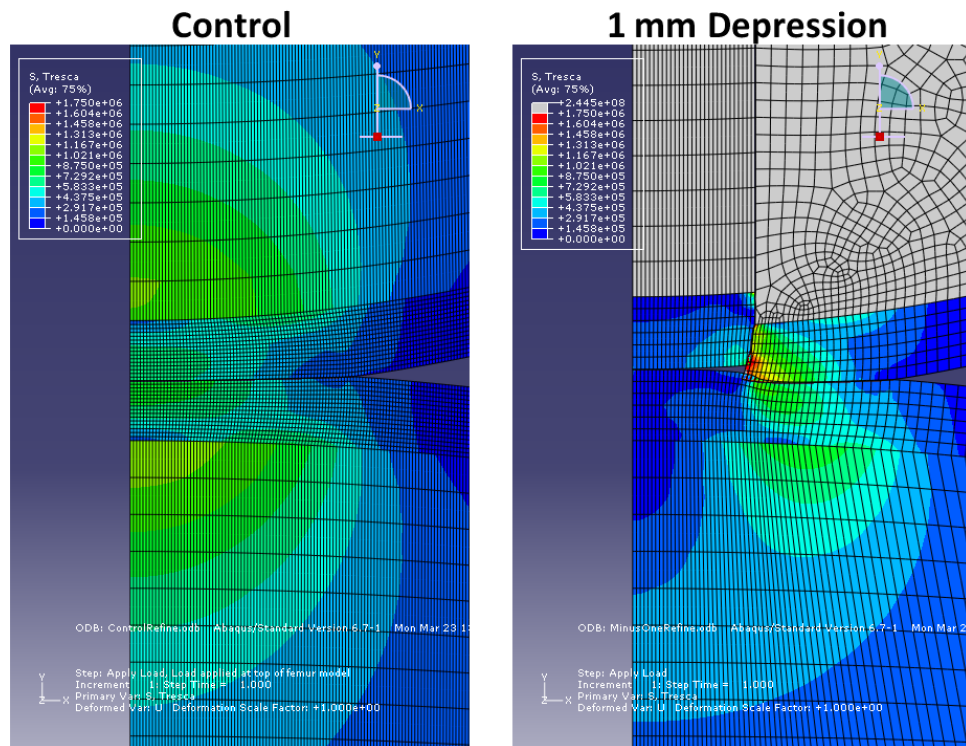 Control
1 mm Depression
S, Tresca
(Avg: 75%)
+1.750e+06
+1.604e+06
+1.458e+06
+1.313e+06
+1.167e+06
+1.021e+06
+8.750e+05
+7.292e+05
+5.833e+05
+4.375e+05
+2.917e+05
+1.458e+05
+0.000e+00
Y
X
Z
S, Tresca
(Avg: 75%)
+2.445e+08
+1.750e+06
+1.604e+06
+1.458e+06
+1.313e+06
+1.167e+06
+1.021e+06
+8.750e+05
+7.292e+05
+5.833e+05
+4.375e+05
+2.917e+05
+1.458e+05
+0.000e+00
Y
X
Z
ODB: ControlRefine.odb Abaqus/Standard Version 6.7-1 Mon Mar 23
Y
Z
X
Step: Apply Load, Load applied at top of femur model
Increment 1: Step Time = 1.000
Primary Var: S, Tresca
Deformed Var: U Deformation Scale Factor: +1.000e+00
ODB: MinusOneRefine.odb Abaqus/Standard Version 6.7-1 Mon Mar
Y
Z
X
Step: Apply Load
Increment 1: Step Time = 1.000
Primary Var: S, Tresca
Deformed Var: U Deformation Scale Factor: +1.000e+00